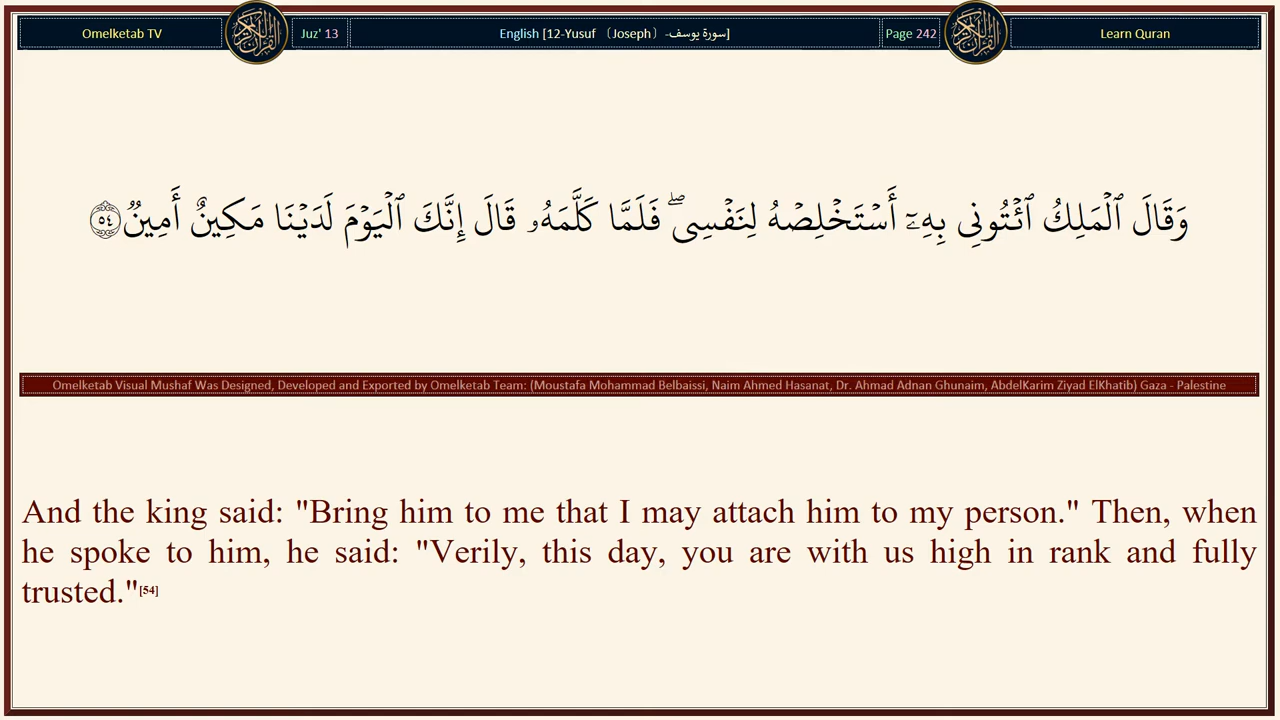 Omelketab TV
Juz' 13
English [12-Yusuf （Joseph）-سورة يوسف]
Page 242
Learn Quran
وَقَالَ ٱلۡمَلِكُ ٱئۡتُونِي بِهِۦٓ أَسۡتَخۡلِصۡهُ لِنَفۡسِيۖ فَلَمَّا كَلَّمَهُۥ قَالَ إِنَّكَ ٱلۡيَوۡمَ لَدَيۡنَا مَكِينٌ أَمِينٞ ٥٤
Omelketab Visual Mushaf Was Designed, Developed and Exported by Omelketab Team: (Moustafa Mohammad Belbaissi, Naim Ahmed Hasanat, Dr. Ahmad Adnan Ghunaim, AbdelKarim Ziyad ElKhatib) Gaza - Palestine
And the king said: "Bring him to me that I may attach him to my person." Then, when
he spoke to him, he said: "Verily, this day, you are with us high in rank and fully
trusted."[54]